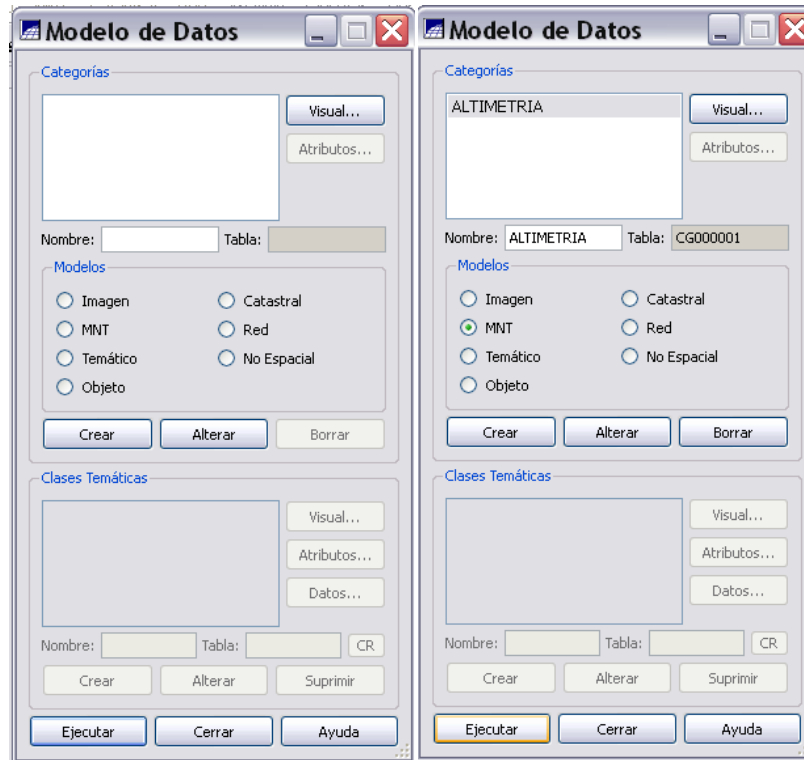 Modelo de Datos
Categorías
Visual...
Atributos...
Nombre: Tabla:
Modelos
Imagen Catastral
MNT Red
Temático No Espacial
Objeto
Crear Alterar Borrar
Clases Temáticas
Visual...
Atributos...
Datos...
Nombre: Tabla: CR
Crear Alterar Suprimir
Ejecutar Cerrar Ayuda
Modelo de Datos
Categorías
ALTIMETRIA Visual...
Atributos...
Nombre: ALTIMETRIA Tabla: CG000001
Modelos
Imagen Catastral
MNT Red
Temático No Espacial
Objeto
Crear Alterar Borrar
Clases Temáticas
Visual...
Atributos...
Datos...
Nombre: Tabla: CR
Crear Alterar Suprimir
Ejecutar Cerrar Ayuda